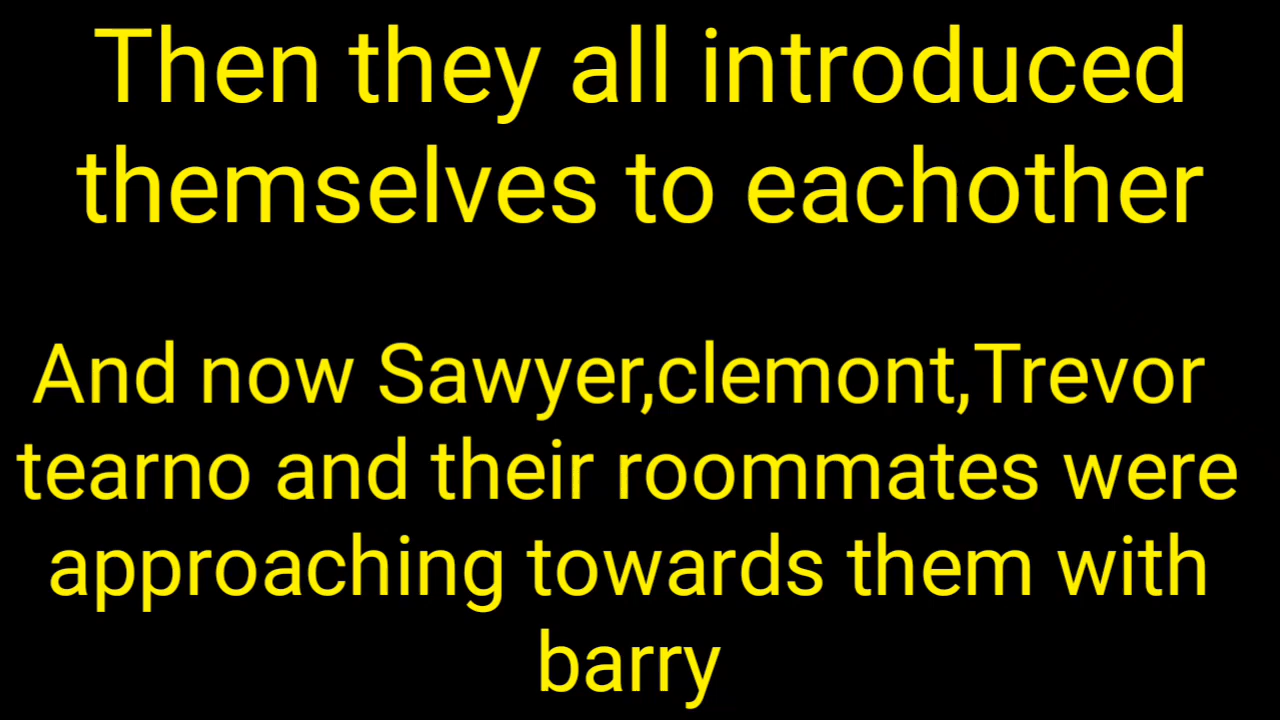 Then they all introduced
themselves to eachother
And now Sawyer,clemont,Trevor
tearno and their roommates were
approaching towards them with
barry